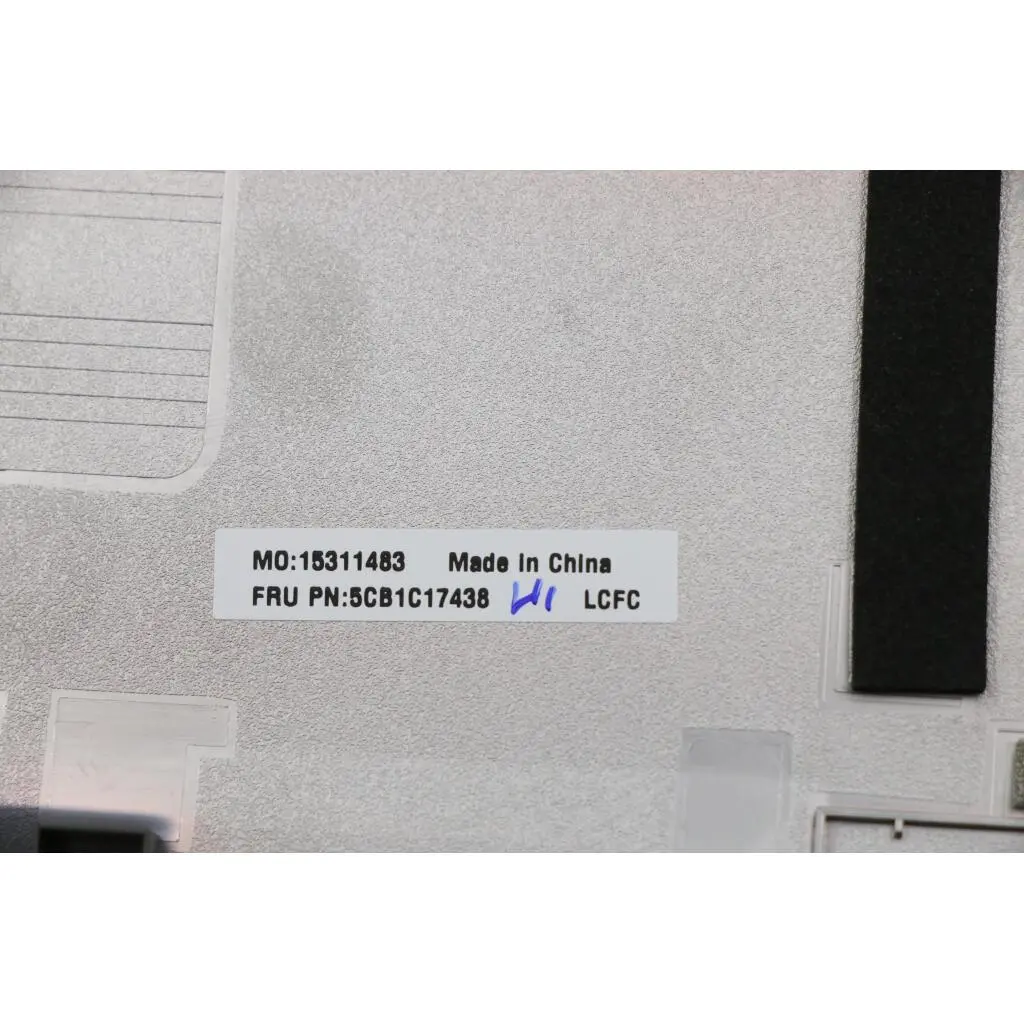 MO:15311483 Made in China
FRU PN:5CB1C17438 LCFC